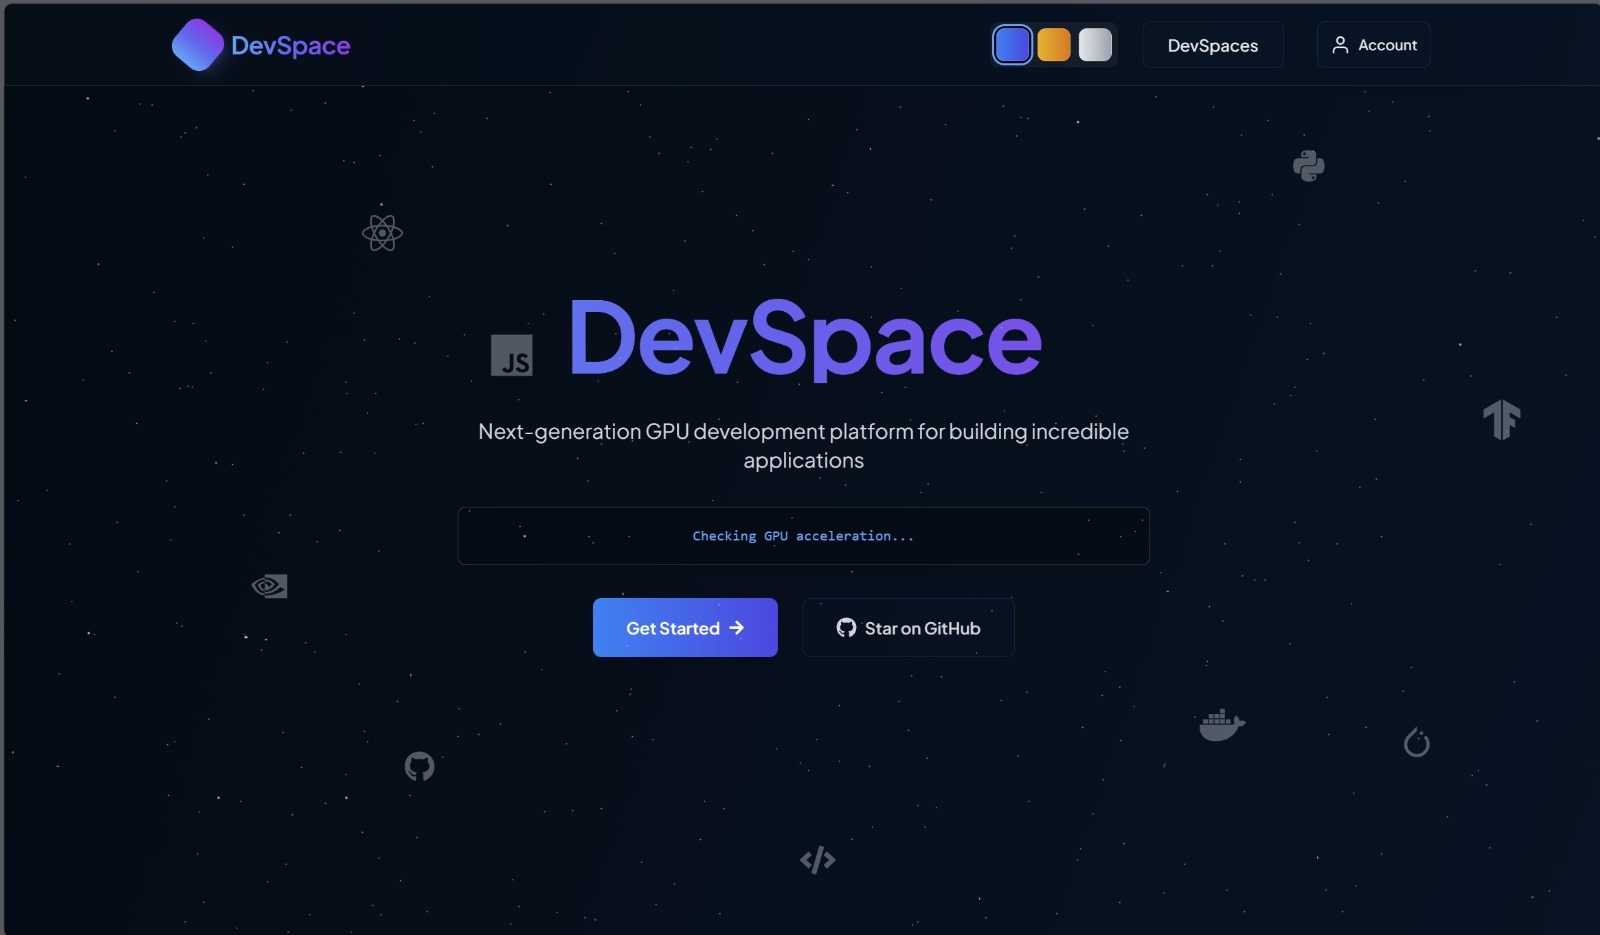 DevSpace
DevSpaces
Account
DevSpace
JS
Next-generation GPU development platform for building incredible
applications
Checking GPU acceleration...
Get Started
Star on GitHub